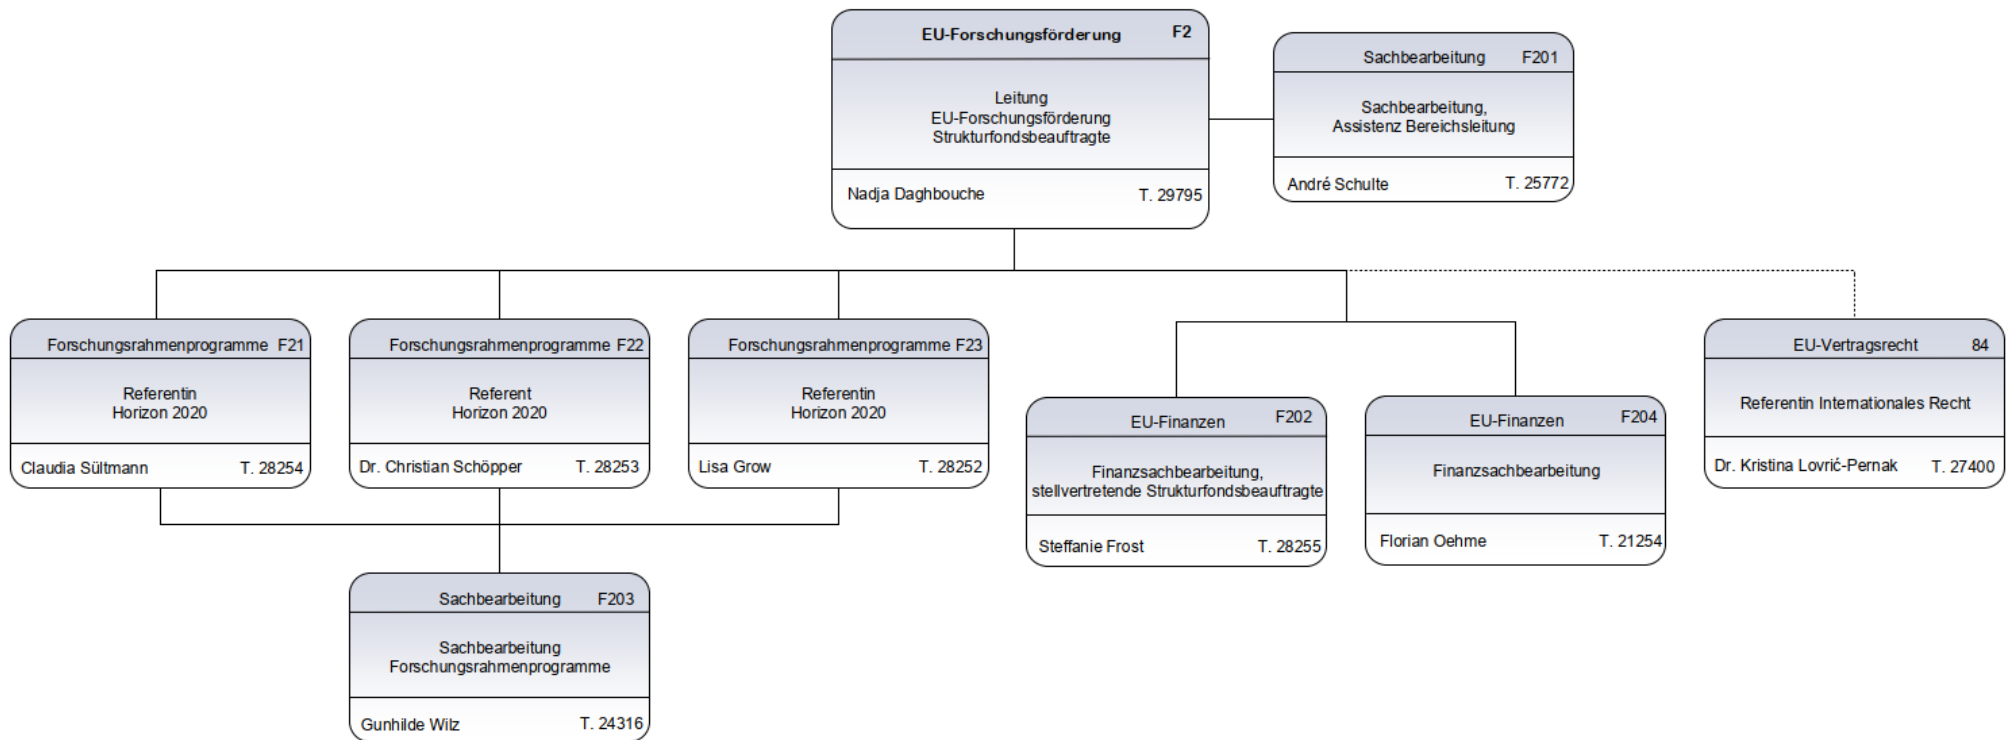 EU-Forschungsförderung F2
Leitung
EU-Forschungsförderung
Strukturfondsbeauftragte
Nadja Daghbouche T. 29795
Sachbearbeitung F201
Sachbearbeitung,
Assistenz Bereichsleitung
André Schulte T. 25772
Forschungsrahmenprogramme F21
Referentin
Horizon 2020
Claudia Sültmann T. 28254
Forschungsrahmenprogramme F22
Referent
Horizon 2020
Dr. Christian Schöpper T. 28253
Forschungsrahmenprogramme F23
Referentin
Horizon 2020
Lisa Grow T. 28252
EU-Finanzen F202
Finanzsachbearbeitung,
stellvertretende Strukturfondsbeauftragte
Steffanie Frost T. 28255
EU-Finanzen F204
Finanzsachbearbeitung
Florian Oehme T. 21254
EU-Vertragsrecht 84
Referentin Internationales Recht
Dr. Kristina Lovrić-Pernak T. 27400
Sachbearbeitung F203
Sachbearbeitung
Forschungsrahmenprogramme
Gunhilde Wilz T. 24316